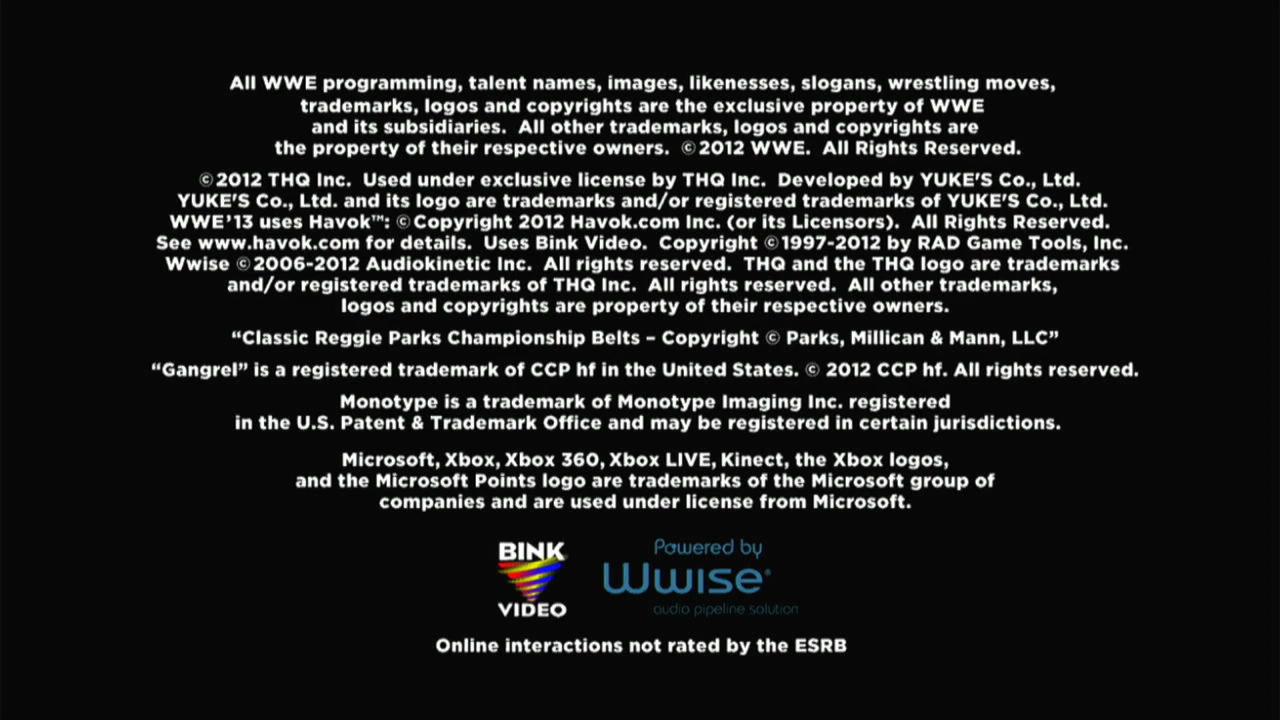 All WWE programming, talent names, images, likenesses, slogans, wrestling moves,
trademarks, logos and copyrights are the exclusive property of WWE
and its subsidiaries.  All other trademarks, logos and copyrights are
the property of their respective owners.  ©2012 WWE.  All Rights Reserved.
©2012 THQ Inc.  Used under exclusive license by THQ Inc.  Developed by YUKE'S Co., Ltd.
YUKE'S Co., Ltd. and its logo are trademarks and/or registered trademarks of YUKE'S Co., Ltd.
WWE'13 uses Havok™: ©Copyright 2012 Havok.com Inc. (or its Licensors).  All Rights Reserved.
See www.havok.com for details.  Uses Bink Video.  Copyright ©1997-2012 by RAD Game Tools, Inc.
Wwise ©2006-2012 Audiokinetic Inc.  All rights reserved.  THQ and the THQ logo are trademarks
and/or registered trademarks of THQ Inc.  All rights reserved.  All other trademarks,
logos and copyrights are property of their respective owners.
“Classic Reggie Parks Championship Belts – Copyright © Parks, Millican & Mann, LLC”
“Gangrel” is a registered trademark of CCP hf in the United States. © 2012 CCP hf. All rights reserved.
Monotype is a trademark of Monotype Imaging Inc. registered
in the U.S. Patent & Trademark Office and may be registered in certain jurisdictions.
Microsoft, Xbox, Xbox 360, Xbox LIVE, Kinect, the Xbox logos,
and the Microsoft Points logo are trademarks of the Microsoft group of
companies and are used under license from Microsoft.
BINK
VIDEO
Powered by
Wwise®
audio pipeline solution
Online interactions not rated by the ESRB